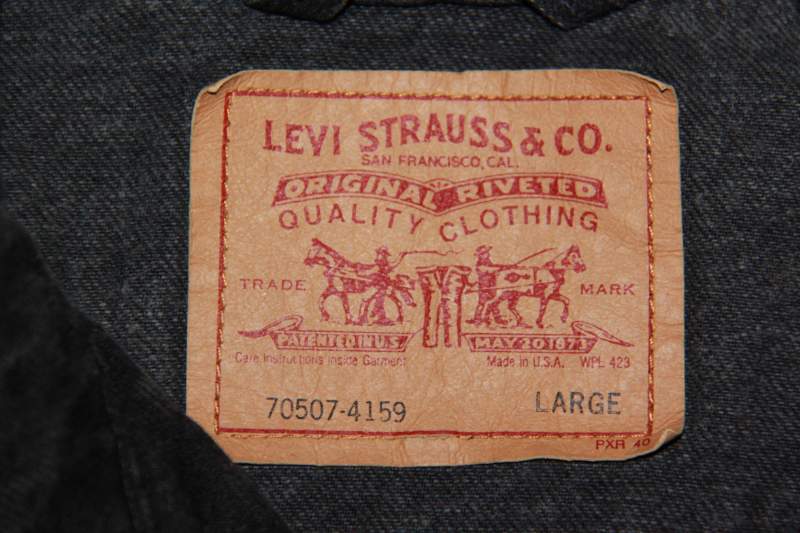 LEVI STRAUSS & CO.
SAN FRANCISCO, CAL.
ORIGINAL RIVETED
QUALITY CLOTHING
TRADE MARK
PATENTED IN U.S. MAY 20 1873
Care Instructions Inside Garment Made in U.S.A. WPL 423
70507-4159 LARGE
PXR 40